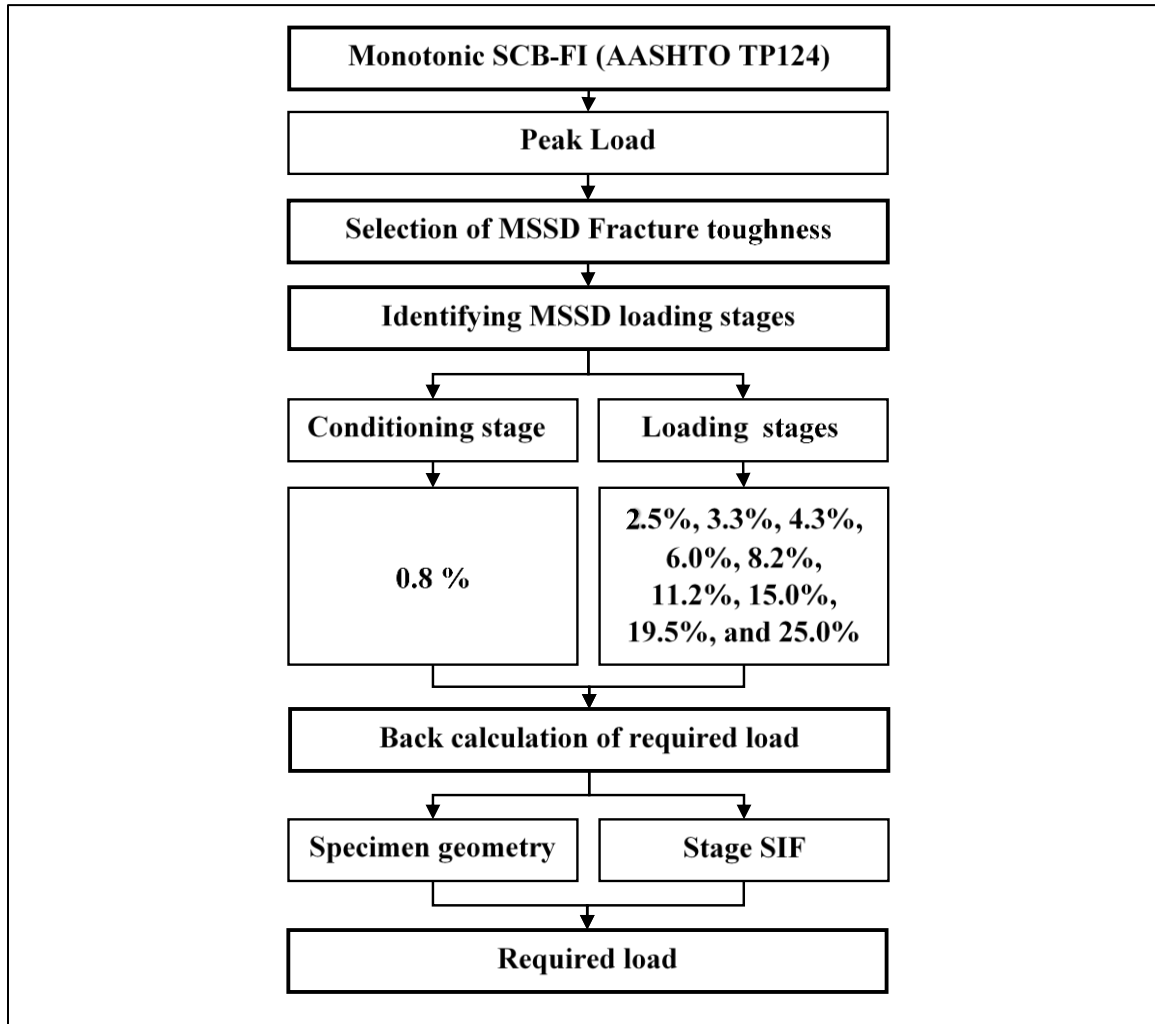 Monotonic SCB-FI (AASHTO TP124)
Peak Load
Selection of MSSD Fracture toughness
Identifying MSSD loading stages
Conditioning stage
Loading stages
0.8 %
2.5%, 3.3%, 4.3%,
6.0%, 8.2%,
11.2%, 15.0%,
19.5%, and 25.0%
Back calculation of required load
Specimen geometry
Stage SIF
Required load